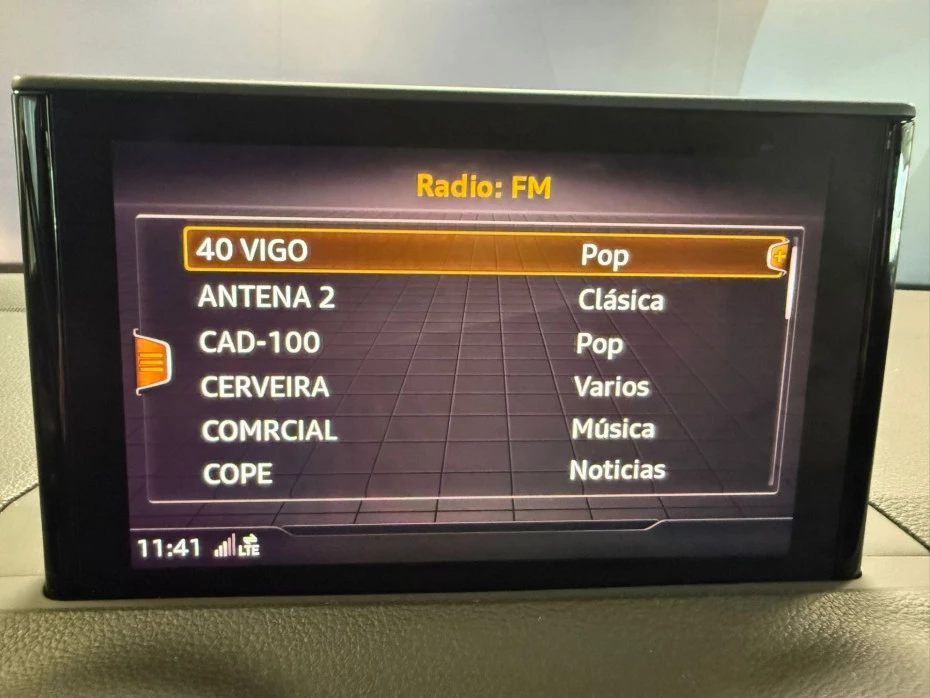 Radio: FM
40 VIGO Pop
ANTENA 2 Clásica
CAD-100 Pop
CERVEIRA Varios
COMRCIAL Música
COPE Noticias
11:41 LTE